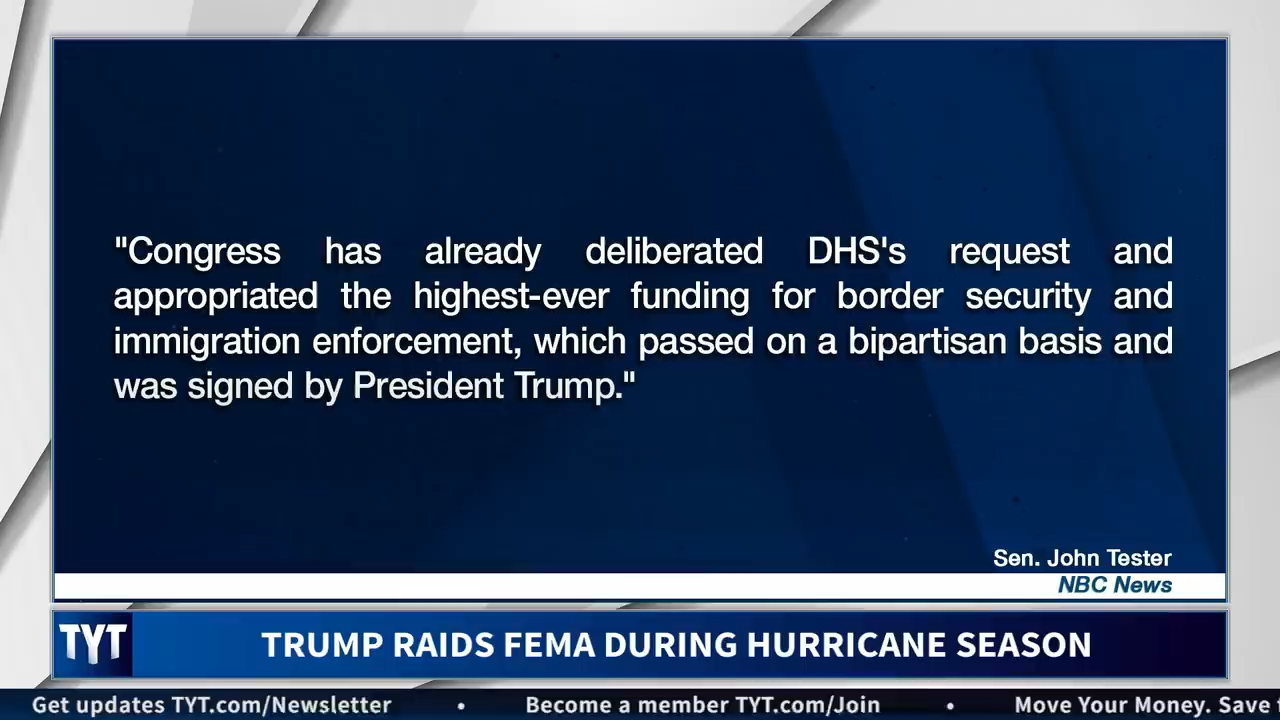 "Congress has already deliberated DHS's request and
appropriated the highest-ever funding for border security and
immigration enforcement, which passed on a bipartisan basis and
was signed by President Trump."
Sen. John Tester
NBC News
TYT
TRUMP RAIDS FEMA DURING HURRICANE SEASON
Get updates TYT.com/Newsletter • Become a member TYT.com/Join • Move Your Money. Save